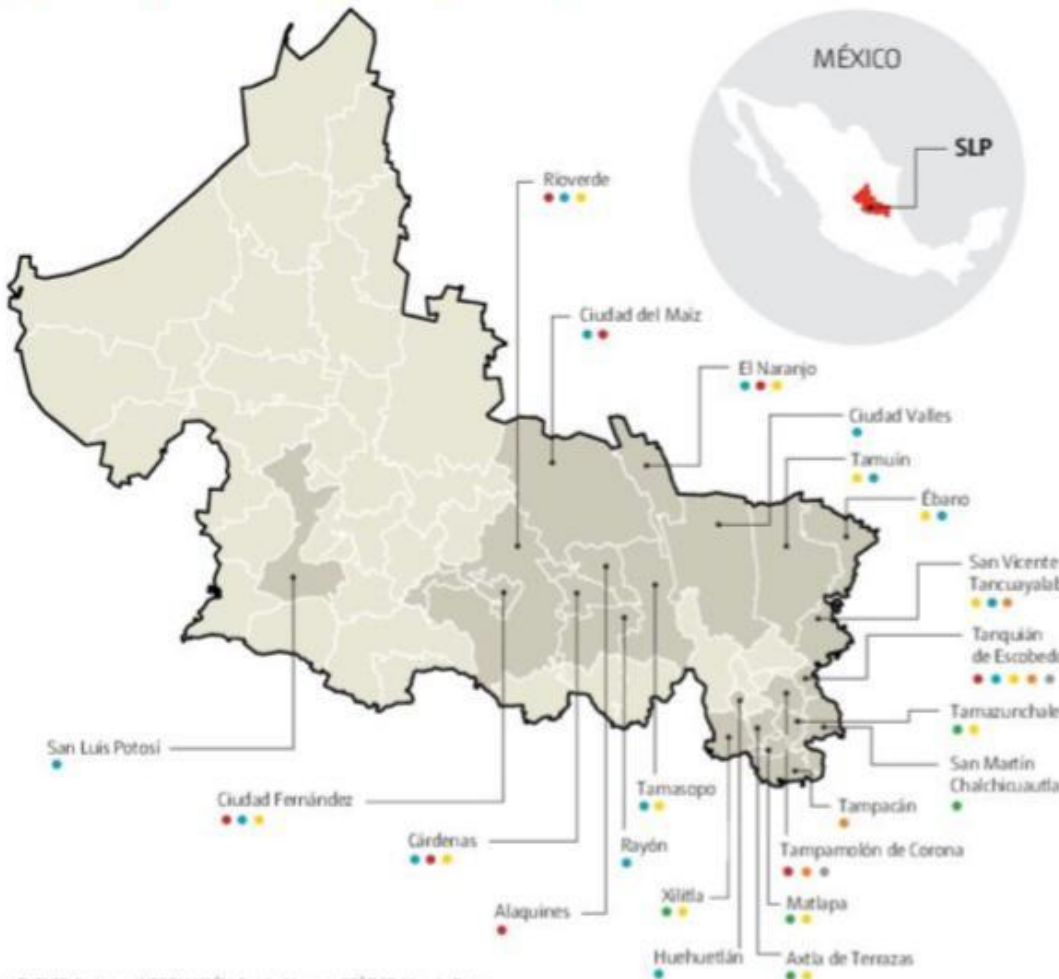 MÉXICO
SLP
Rioverde
Ciudad del Maíz
El Naranjo
Ciudad Valles
Tamuín
Ébano
San Vicente
Tancuayalab
Tanquián
de Escobedo
Tamazunchale
San Martín
Chalchicuautla
San Luis Potosí
Ciudad Fernández
Cárdenas
Alaquines
Rayón
Tamasopo
Tampacán
Tampamolón de Corona
Xilitla
Matlapa
Huehuetlán
Axtla de Terrazas